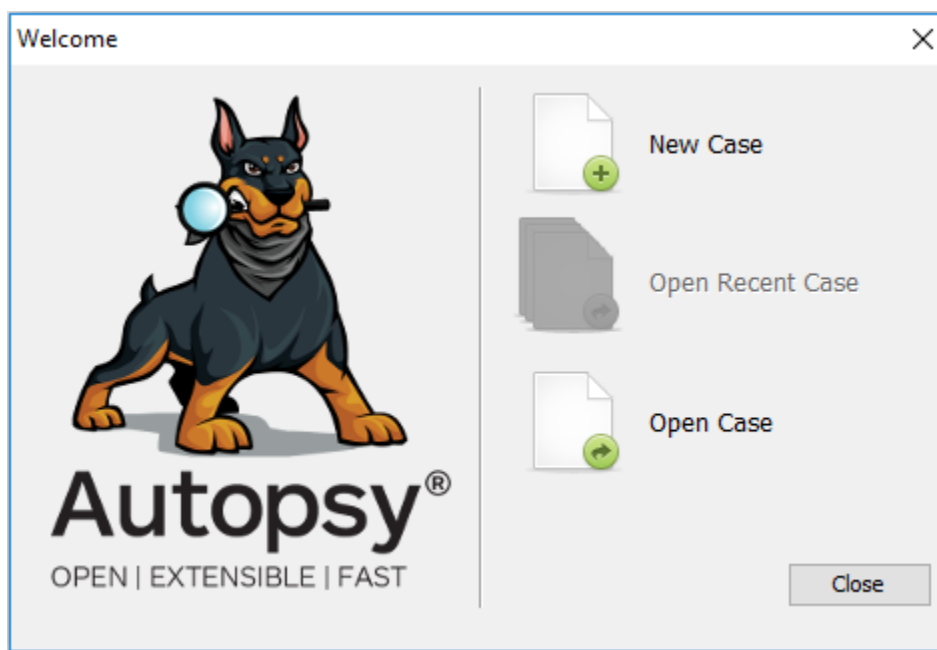 Welcome
New Case
Open Recent Case
Open Case
Autopsy®
OPEN | EXTENSIBLE | FAST
Close